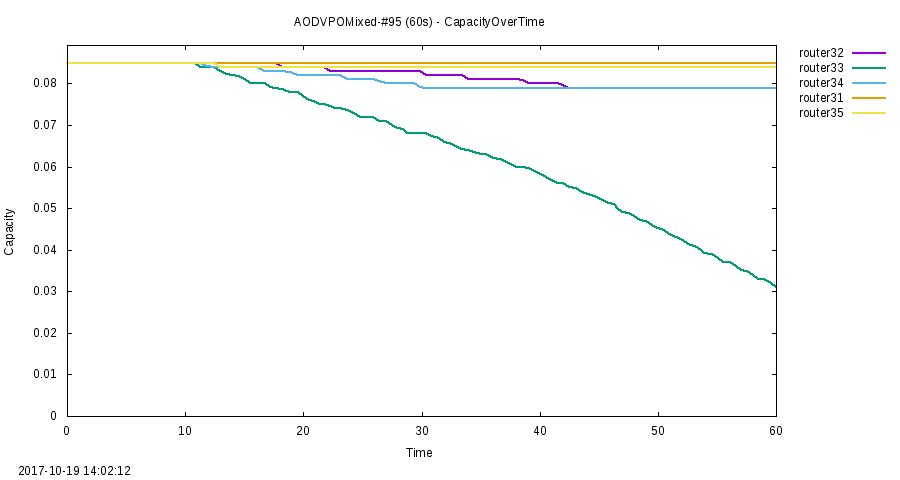 AODVPOMixed-#95 (60s) - CapacityOverTime
router32
router33
router34
router31
router35
0.08
0.07
0.06
0.05
0.04
0.03
0.02
0.01
0
Capacity
0 10 20 30 40 50 60
Time
2017-10-19 14:02:12